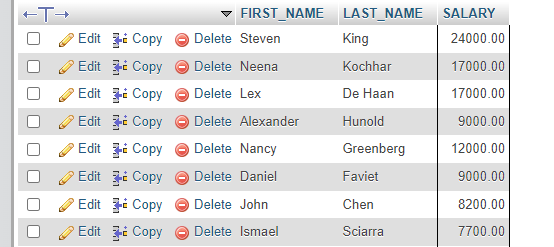 FIRST_NAME LAST_NAME SALARY
Edit Copy Delete Steven King 24000.00
Edit Copy Delete Neena Kochhar 17000.00
Edit Copy Delete Lex De Haan 17000.00
Edit Copy Delete Alexander Hunold 9000.00
Edit Copy Delete Nancy Greenberg 12000.00
Edit Copy Delete Daniel Faviet 9000.00
Edit Copy Delete John Chen 8200.00
Edit Copy Delete Ismael Sciarra 7700.00